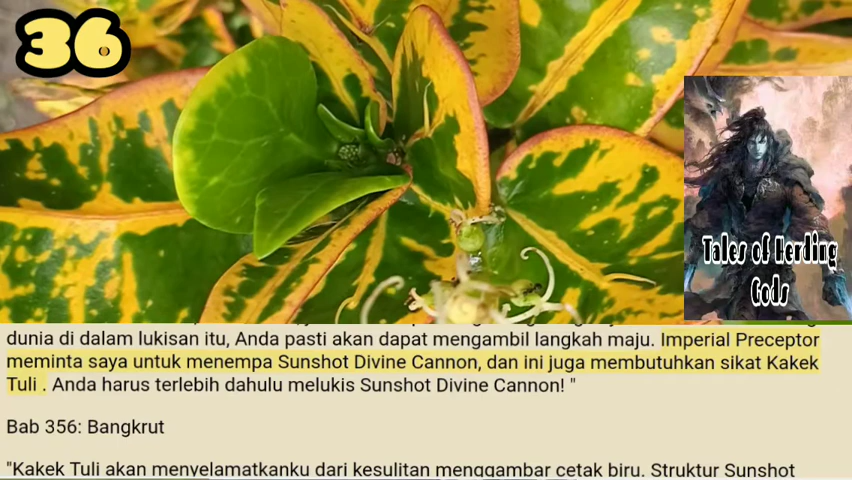 36
Tales of Herding
Gods
dunia di dalam lukisan itu, Anda pasti akan dapat mengambil langkah maju. Imperial Preceptor
meminta saya untuk menempa Sunshot Divine Cannon, dan ini juga membutuhkan sikat Kakek
Tuli . Anda harus terlebih dahulu melukis Sunshot Divine Cannon! "
Bab 356: Bangkrut
"Kakek Tuli akan menyelamatkanku dari kesulitan menggambar cetak biru. Struktur Sunshot